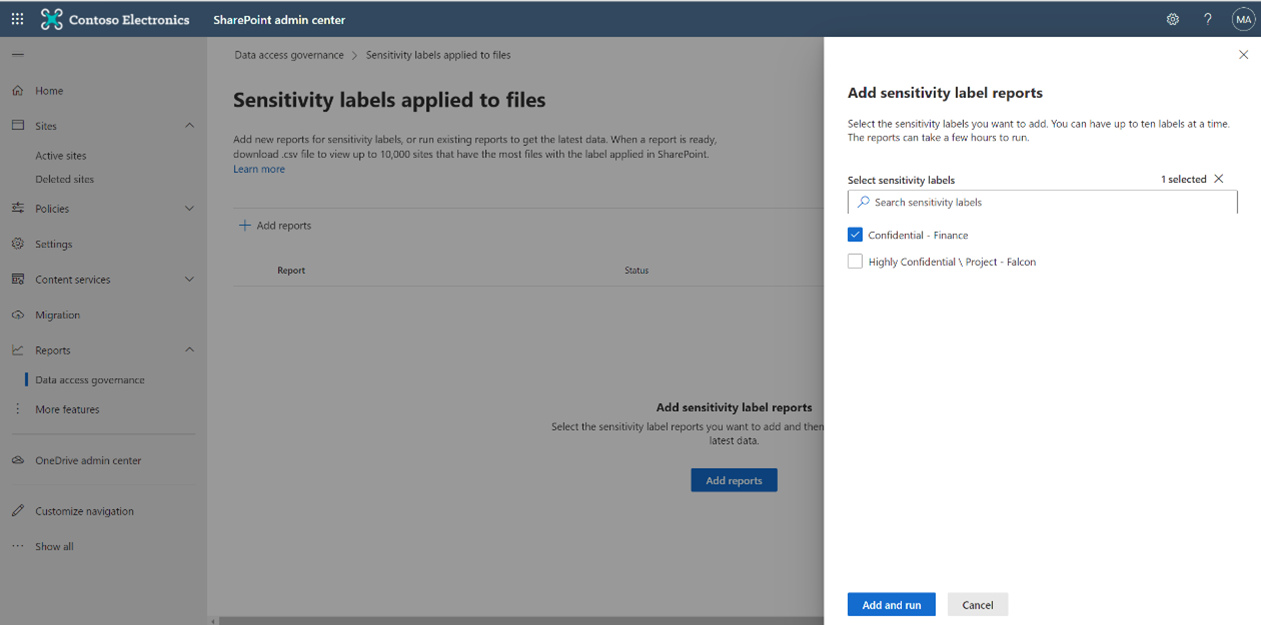 Contoso Electronics
SharePoint admin center
?
MA
Home
Sites
Active sites
Deleted sites
Policies
Settings
Content services
Migration
Reports
Data access governance
More features
OneDrive admin center
Customize navigation
Show all
Data access governance > Sensitivity labels applied to files
Sensitivity labels applied to files
Add new reports for sensitivity labels, or run existing reports to get the latest data. When a report is ready,
download .csv file to view up to 10,000 sites that have the most files with the label applied in SharePoint.
Learn more
Add reports
Report
Status
Add sensitivity label reports
Select the sensitivity label reports you want to add and then
latest data.
Add reports
Add sensitivity label reports
Select the sensitivity labels you want to add. You can have up to ten labels at a time.
The reports can take a few hours to run.
Select sensitivity labels
1 selected
Search sensitivity labels
Confidential - Finance
Highly Confidential \ Project - Falcon
Add and run
Cancel